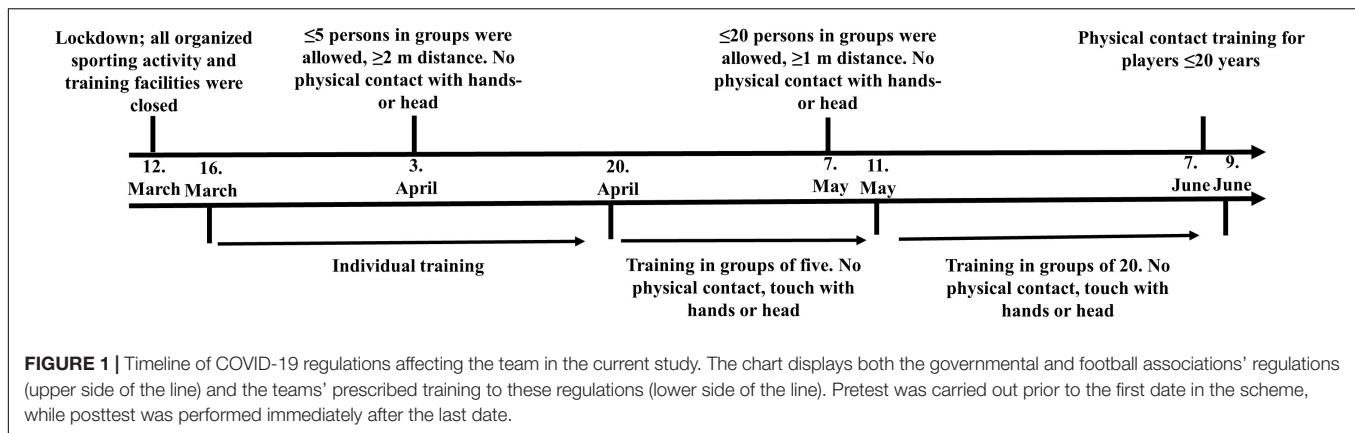 Lockdown; all organized
sporting activity and
training facilities were
closed
≤5 persons in groups were
allowed, ≥2 m distance. No
physical contact with hands-
or head
≤20 persons in groups were
allowed, ≥1 m distance. No
physical contact with hands-
or head
Physical contact training for
players ≤20 years
12.
March
16.
March
3.
April
20.
April
7.
May
11.
May
7.
June
9.
June
Individual training
Training in groups of five. No
physical contact, touch with
hands or head
Training in groups of 20. No
physical contact, touch with
hands or head
FIGURE 1 | Timeline of COVID-19 regulations affecting the team in the current study. The chart displays both the governmental and football associations' regulations
(upper side of the line) and the teams' prescribed training to these regulations (lower side of the line). Pretest was carried out prior to the first date in the scheme,
while posttest was performed immediately after the last date.